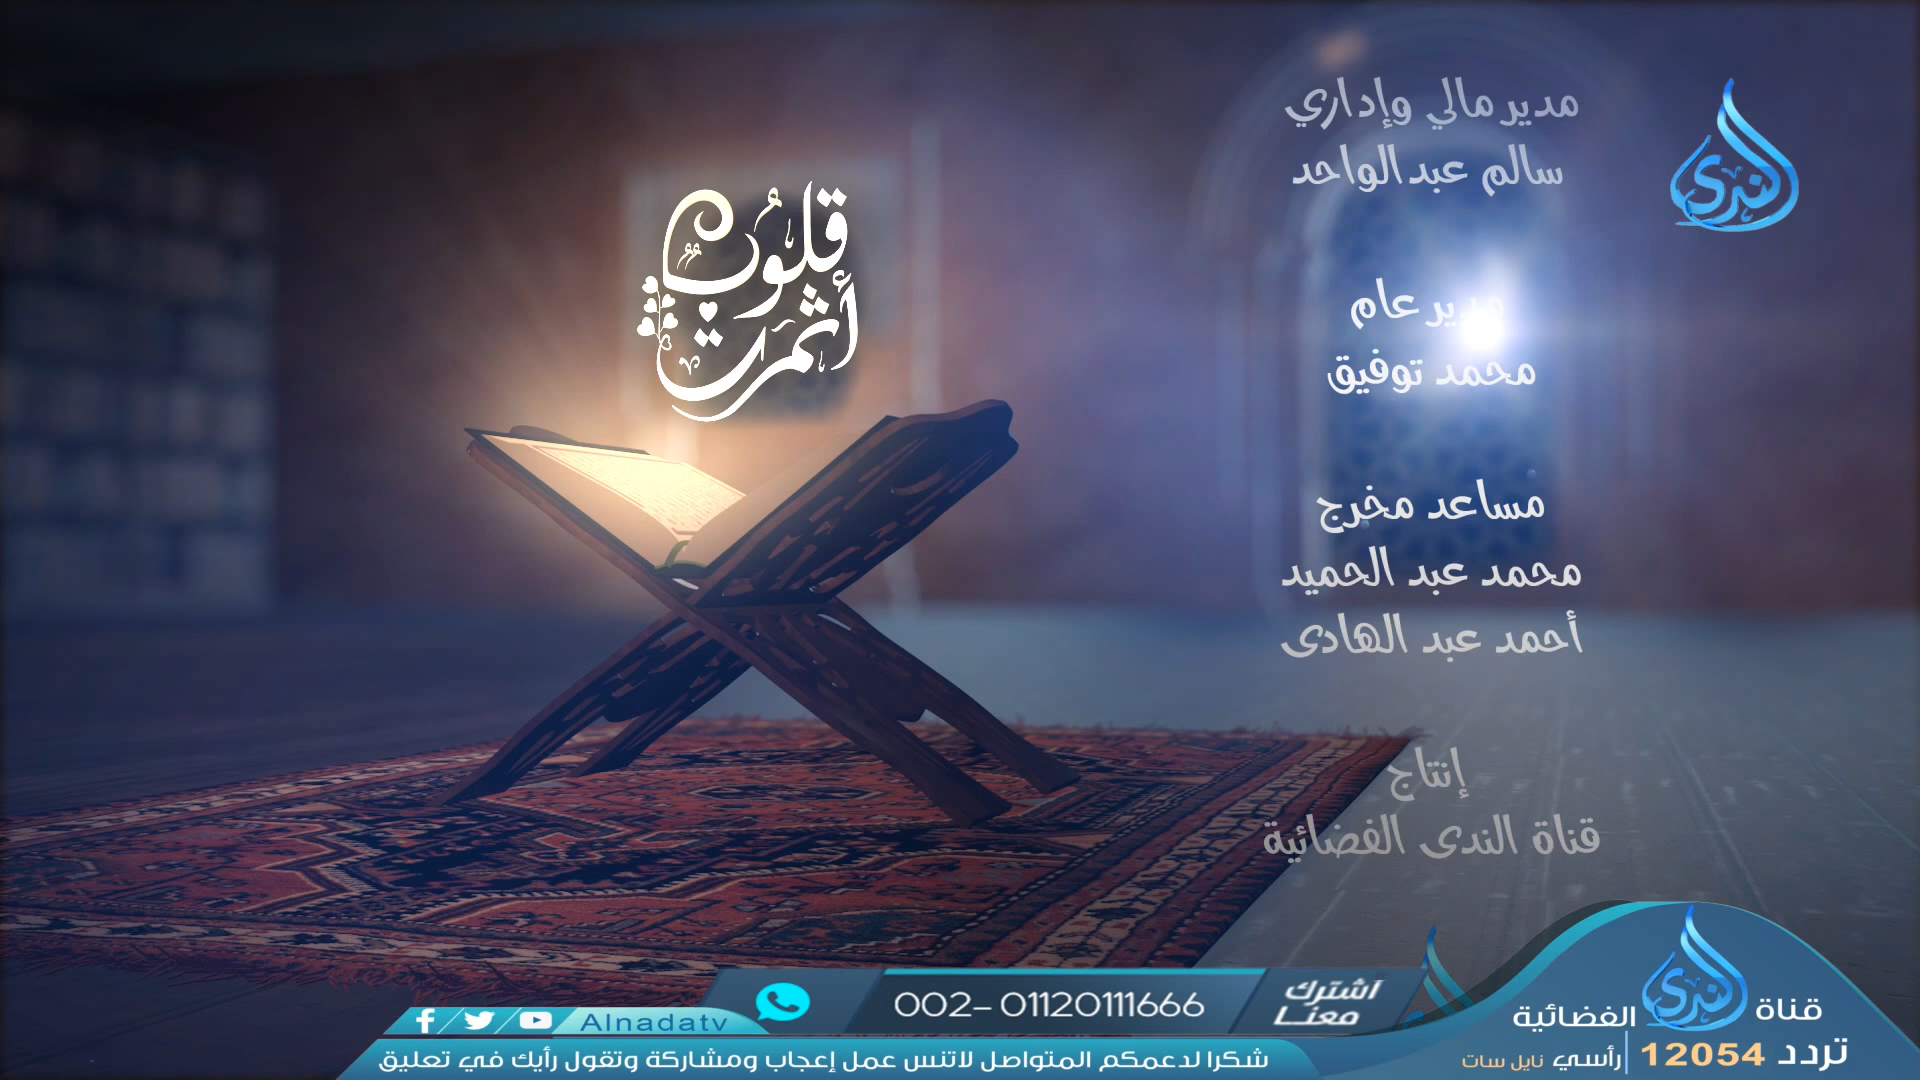 قلوب
أثمرت
مدير مالي وإداري
سالم عبدالواحد
الندى
مدير عام
محمد توفيق
مساعد مخرج
محمد عبد الحميد
أحمد عبد الهادى
إنتاج
قناة الندى الفضائية
اشترك
معنا
002- 01120111666
Alnadatv
شكرا لدعمكم المتواصل لاتنس عمل إعجاب ومشاركة وتقول رأيك في تعليق
قناة الندى الفضائية
تردد 12054 رأسي نايل سات